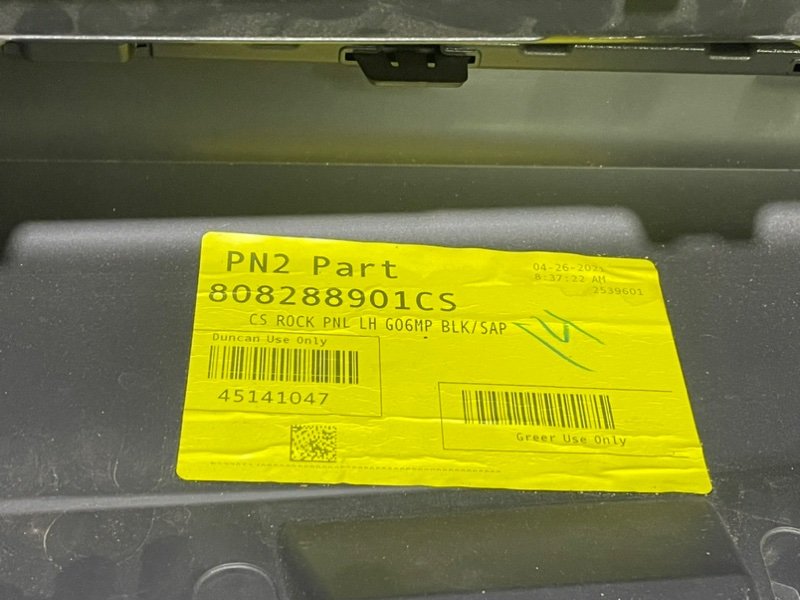 PN2 Part
04-26-2021
8:37:22 AM
2539601
808288901CS
CS ROCK PNL LH G06MP BLK/SAP
14
Duncan Use Only
45141047
Greer Use Only